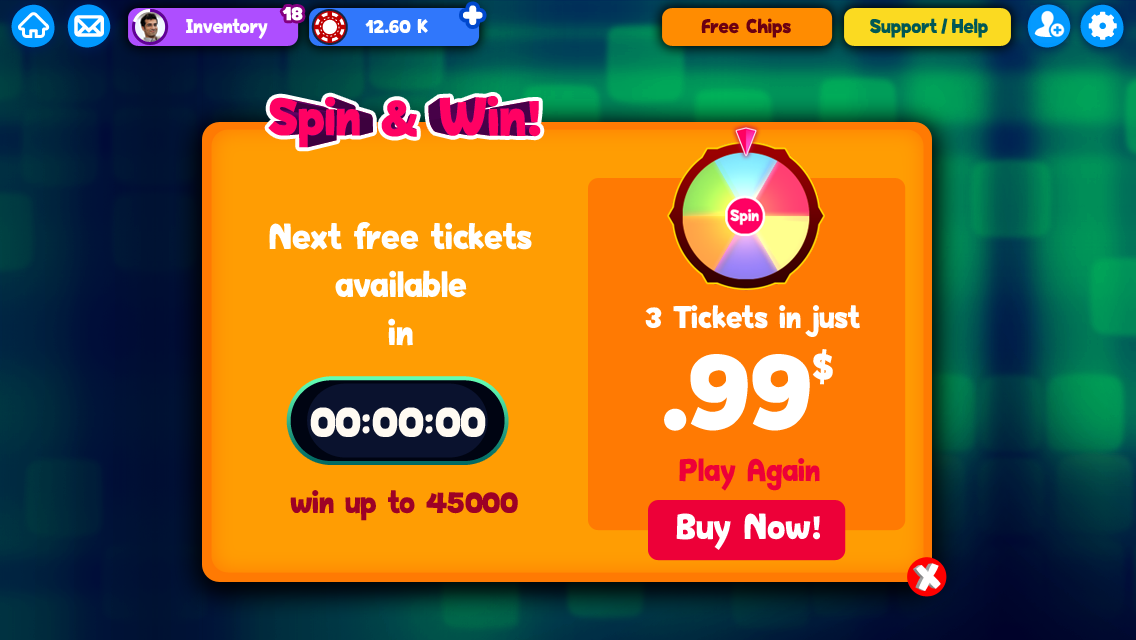 Inventory
18
12.60 K
Free Chips
Support / Help
Spin & Win!
Next free tickets
available
in
00:00:00
win up to 45000
Spin
3 Tickets in just
.99$
Play Again
Buy Now!
X